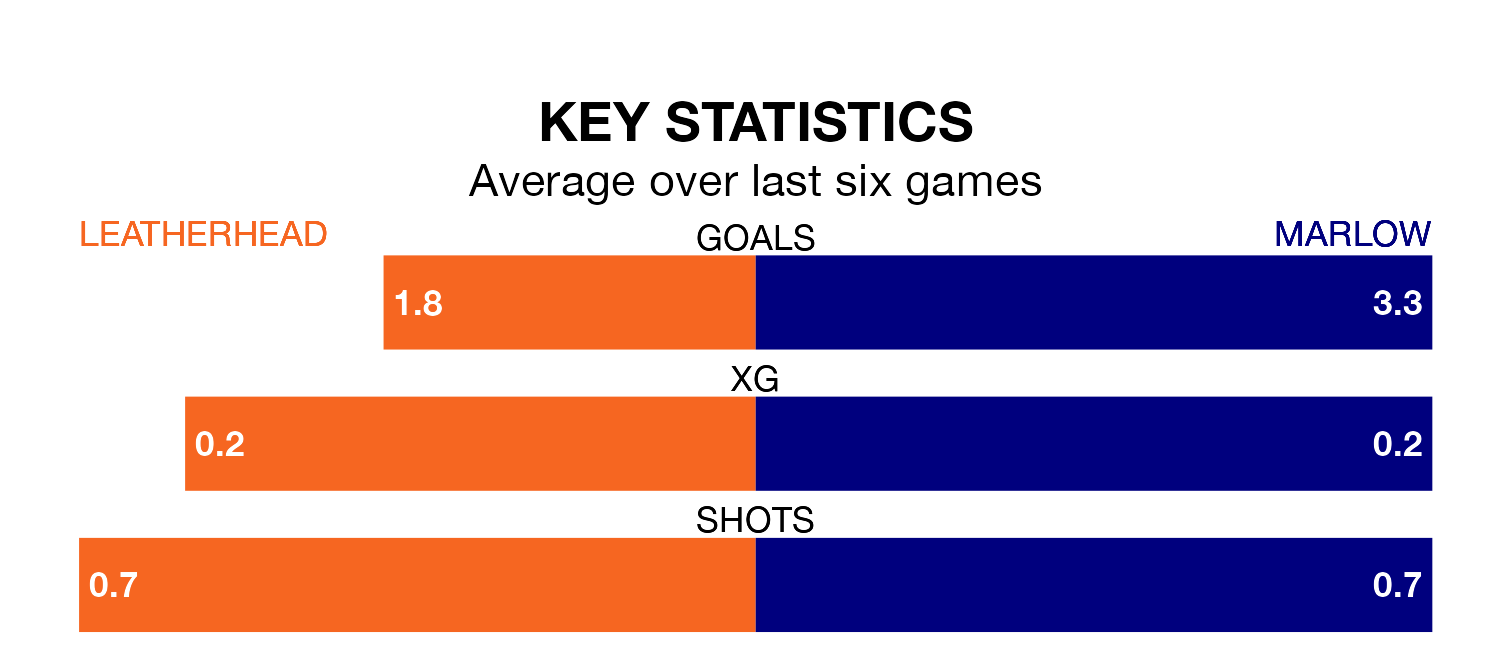 KEY STATISTICS
Average over last six games
LEATHERHEAD
MARLOW
GOALS
1.8
3.3
XG
0.2
0.2
SHOTS
0.7
0.7